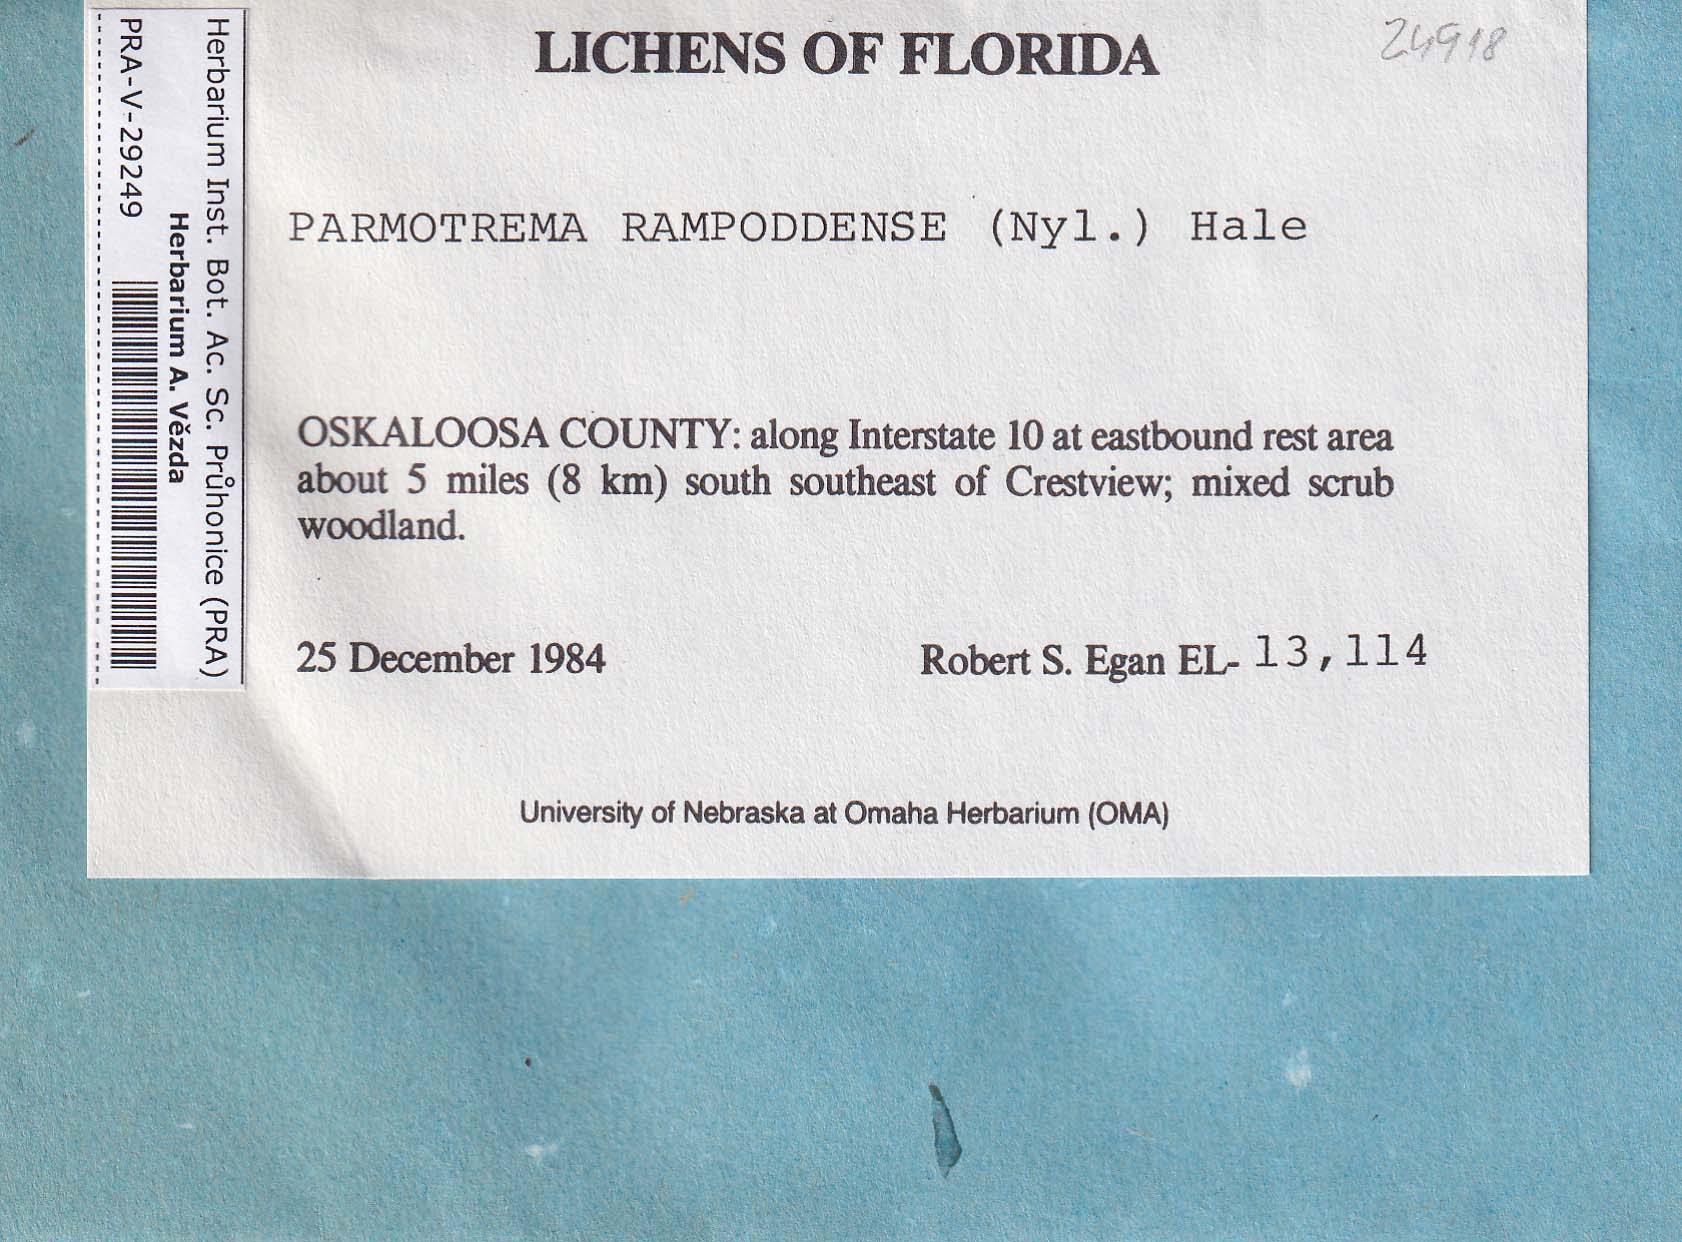 LICHENS OF FLORIDA
24918
PARMOTREMA RAMPODDENSE (Nyl.) Hale
OSKALOOSA COUNTY: along Interstate 10 at eastbound rest area
about 5 miles (8 km) south southeast of Crestview; mixed scrub
woodland.
25 December 1984
Robert S. Egan EL- 13,114
University of Nebraska at Omaha Herbarium (OMA)
Herbarium Inst. Bot. Ac. Sc. Průhonice (PRA)
Herbarium A. Vězda
PRA-V-29249